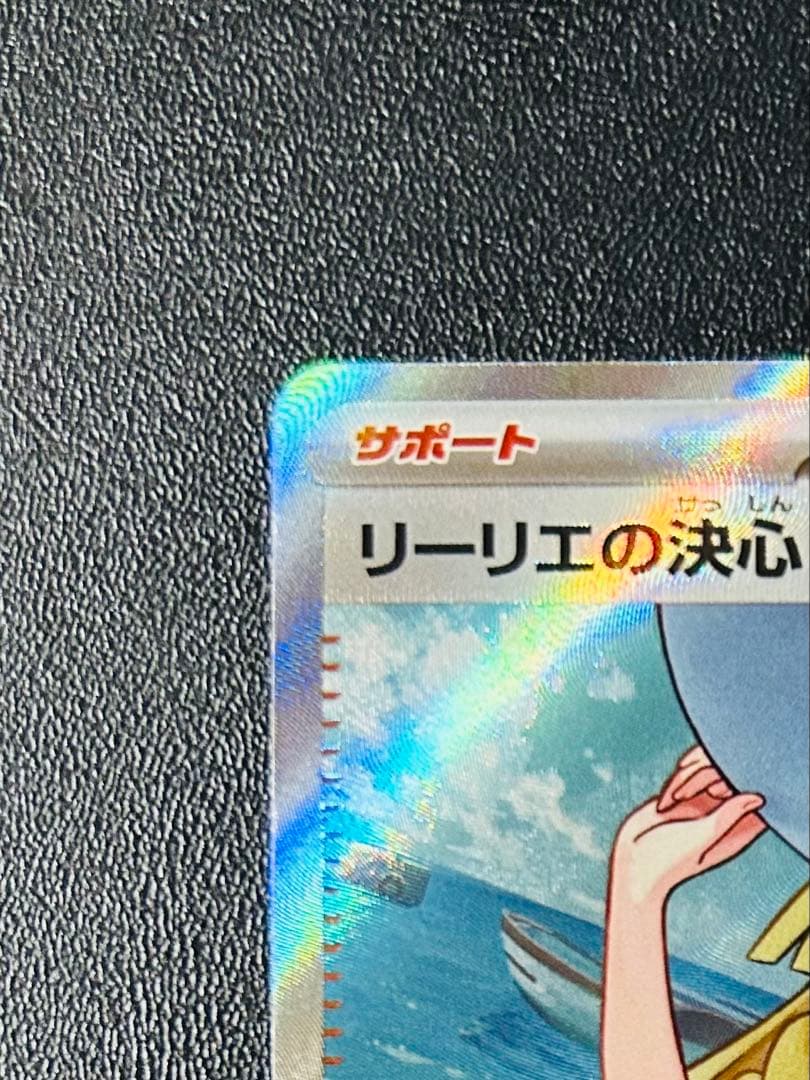 サポート
けっ しん
リーリエの決心